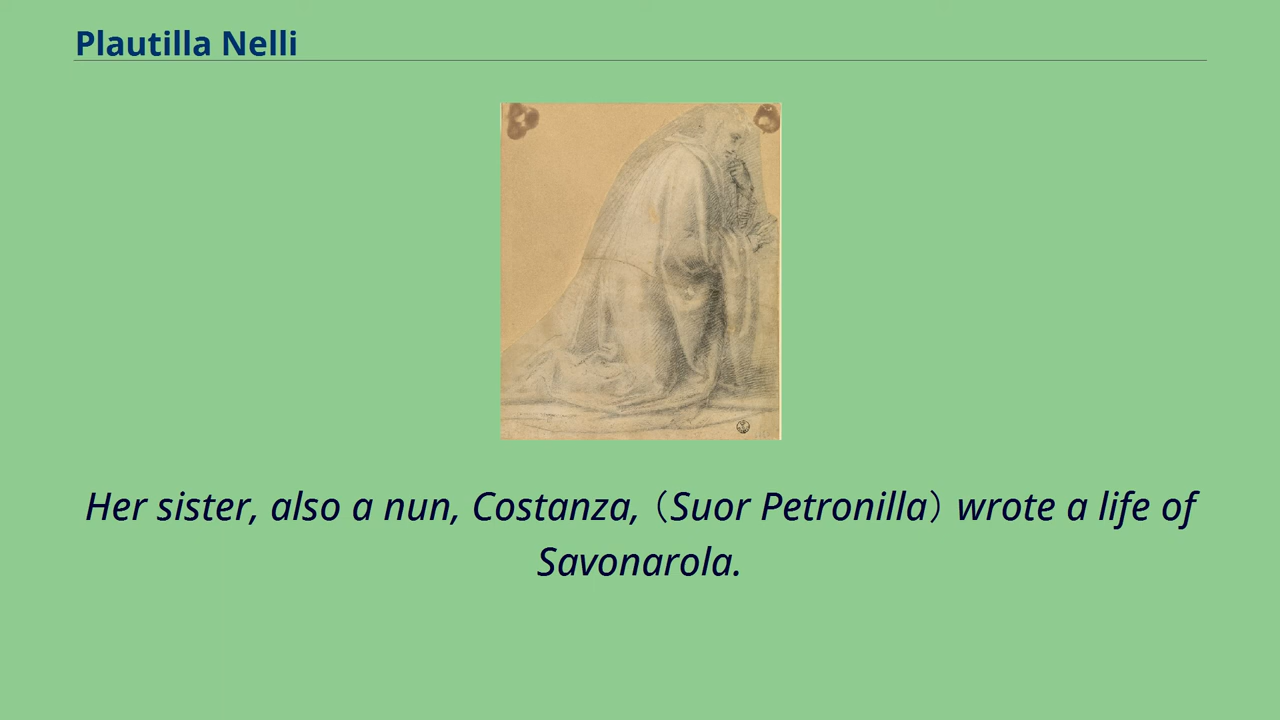 Plautilla Nelli
Her sister, also a nun, Costanza, （Suor Petronilla） wrote a life of
Savonarola.